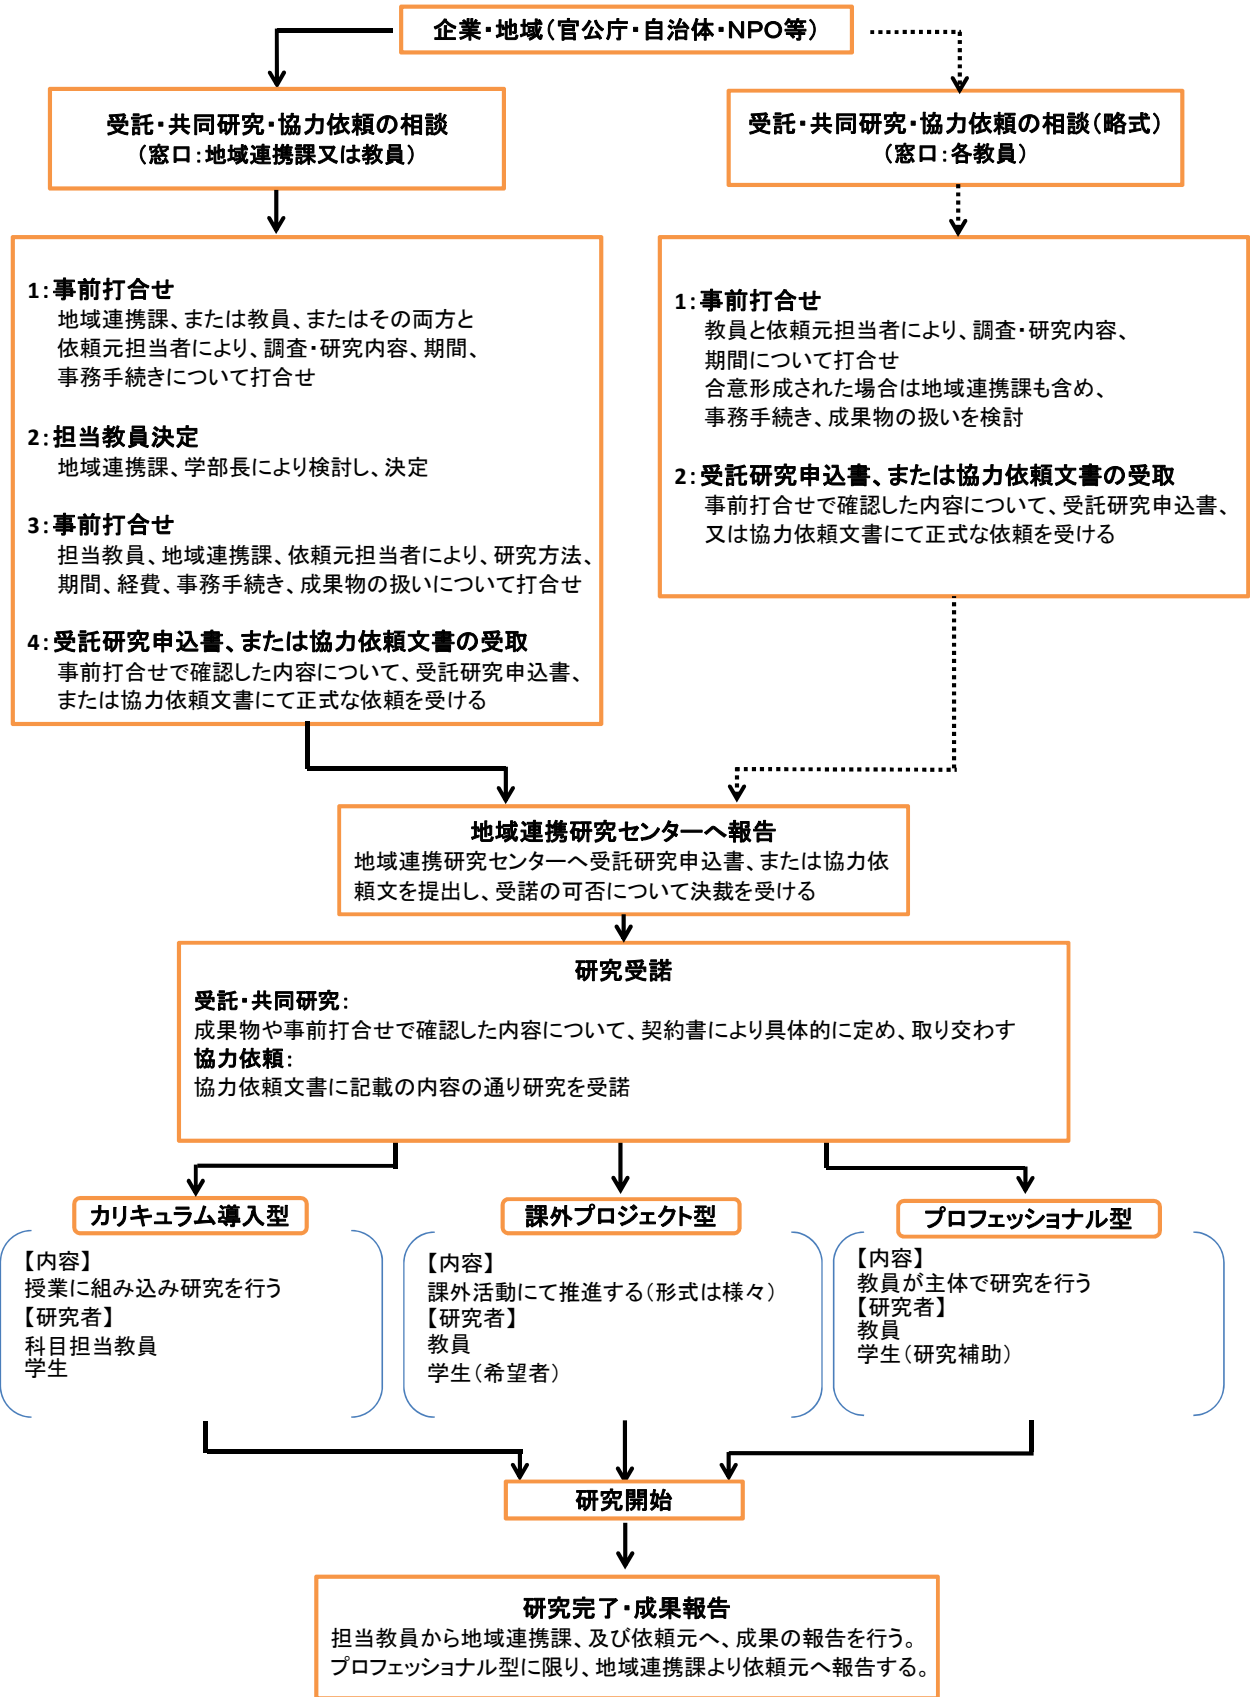 企業・地域(官公庁・自治体・NPO等)
受託・共同研究・協力依頼の相談
(窓口:地域連携課又は教員)
受託・共同研究・協力依頼の相談(略式)
(窓口:各教員)
1:事前打合せ
地域連携課、または教員、またはその両方と
依頼元担当者により、調査・研究内容、期間、
事務手続きについて打合せ
2:担当教員決定
地域連携課、学部長により検討し、決定
3:事前打合せ
担当教員、地域連携課、依頼元担当者により、研究方法、
期間、経費、事務手続き、成果物の扱いについて打合せ
4:受託研究申込書、または協力依頼文書の受取
事前打合せで確認した内容について、受託研究申込書、
または協力依頼文書にて正式な依頼を受ける
1:事前打合せ
教員と依頼元担当者により、調査・研究内容、
期間について打合せ
合意形成された場合は地域連携課も含め、
事務手続き、成果物の扱いを検討
2:受託研究申込書、または協力依頼文書の受取
事前打合せで確認した内容について、受託研究申込書、
又は協力依頼文書にて正式な依頼を受ける
地域連携研究センターへ報告
地域連携研究センターへ受託研究申込書、または協力依
頼文を提出し、受諾の可否について決裁を受ける
研究受諾
受託・共同研究:
成果物や事前打合せで確認した内容について、契約書により具体的に定め、取り交わす
協力依頼:
協力依頼文書に記載の内容の通り研究を受諾
カリキュラム導入型
【内容】
授業に組み込み研究を行う
【研究者】
科目担当教員
学生
課外プロジェクト型
【内容】
課外活動にて推進する(形式は様々)
【研究者】
教員
学生(希望者)
プロフェッショナル型
【内容】
教員が主体で研究を行う
【研究者】
教員
学生(研究補助)
研究開始
研究完了・成果報告
担当教員から地域連携課、及び依頼元へ、成果の報告を行う。
プロフェッショナル型に限り、地域連携課より依頼元へ報告する。